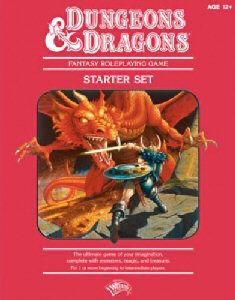 AGE 12+
DUNGEONS
& DRAGONS
FANTASY ROLEPLAYING GAME
STARTER SET
The ultimate game of your imagination,
complete with monsters, magic, and treasure.
For 1 or more beginning to intermediate players.
Wizards